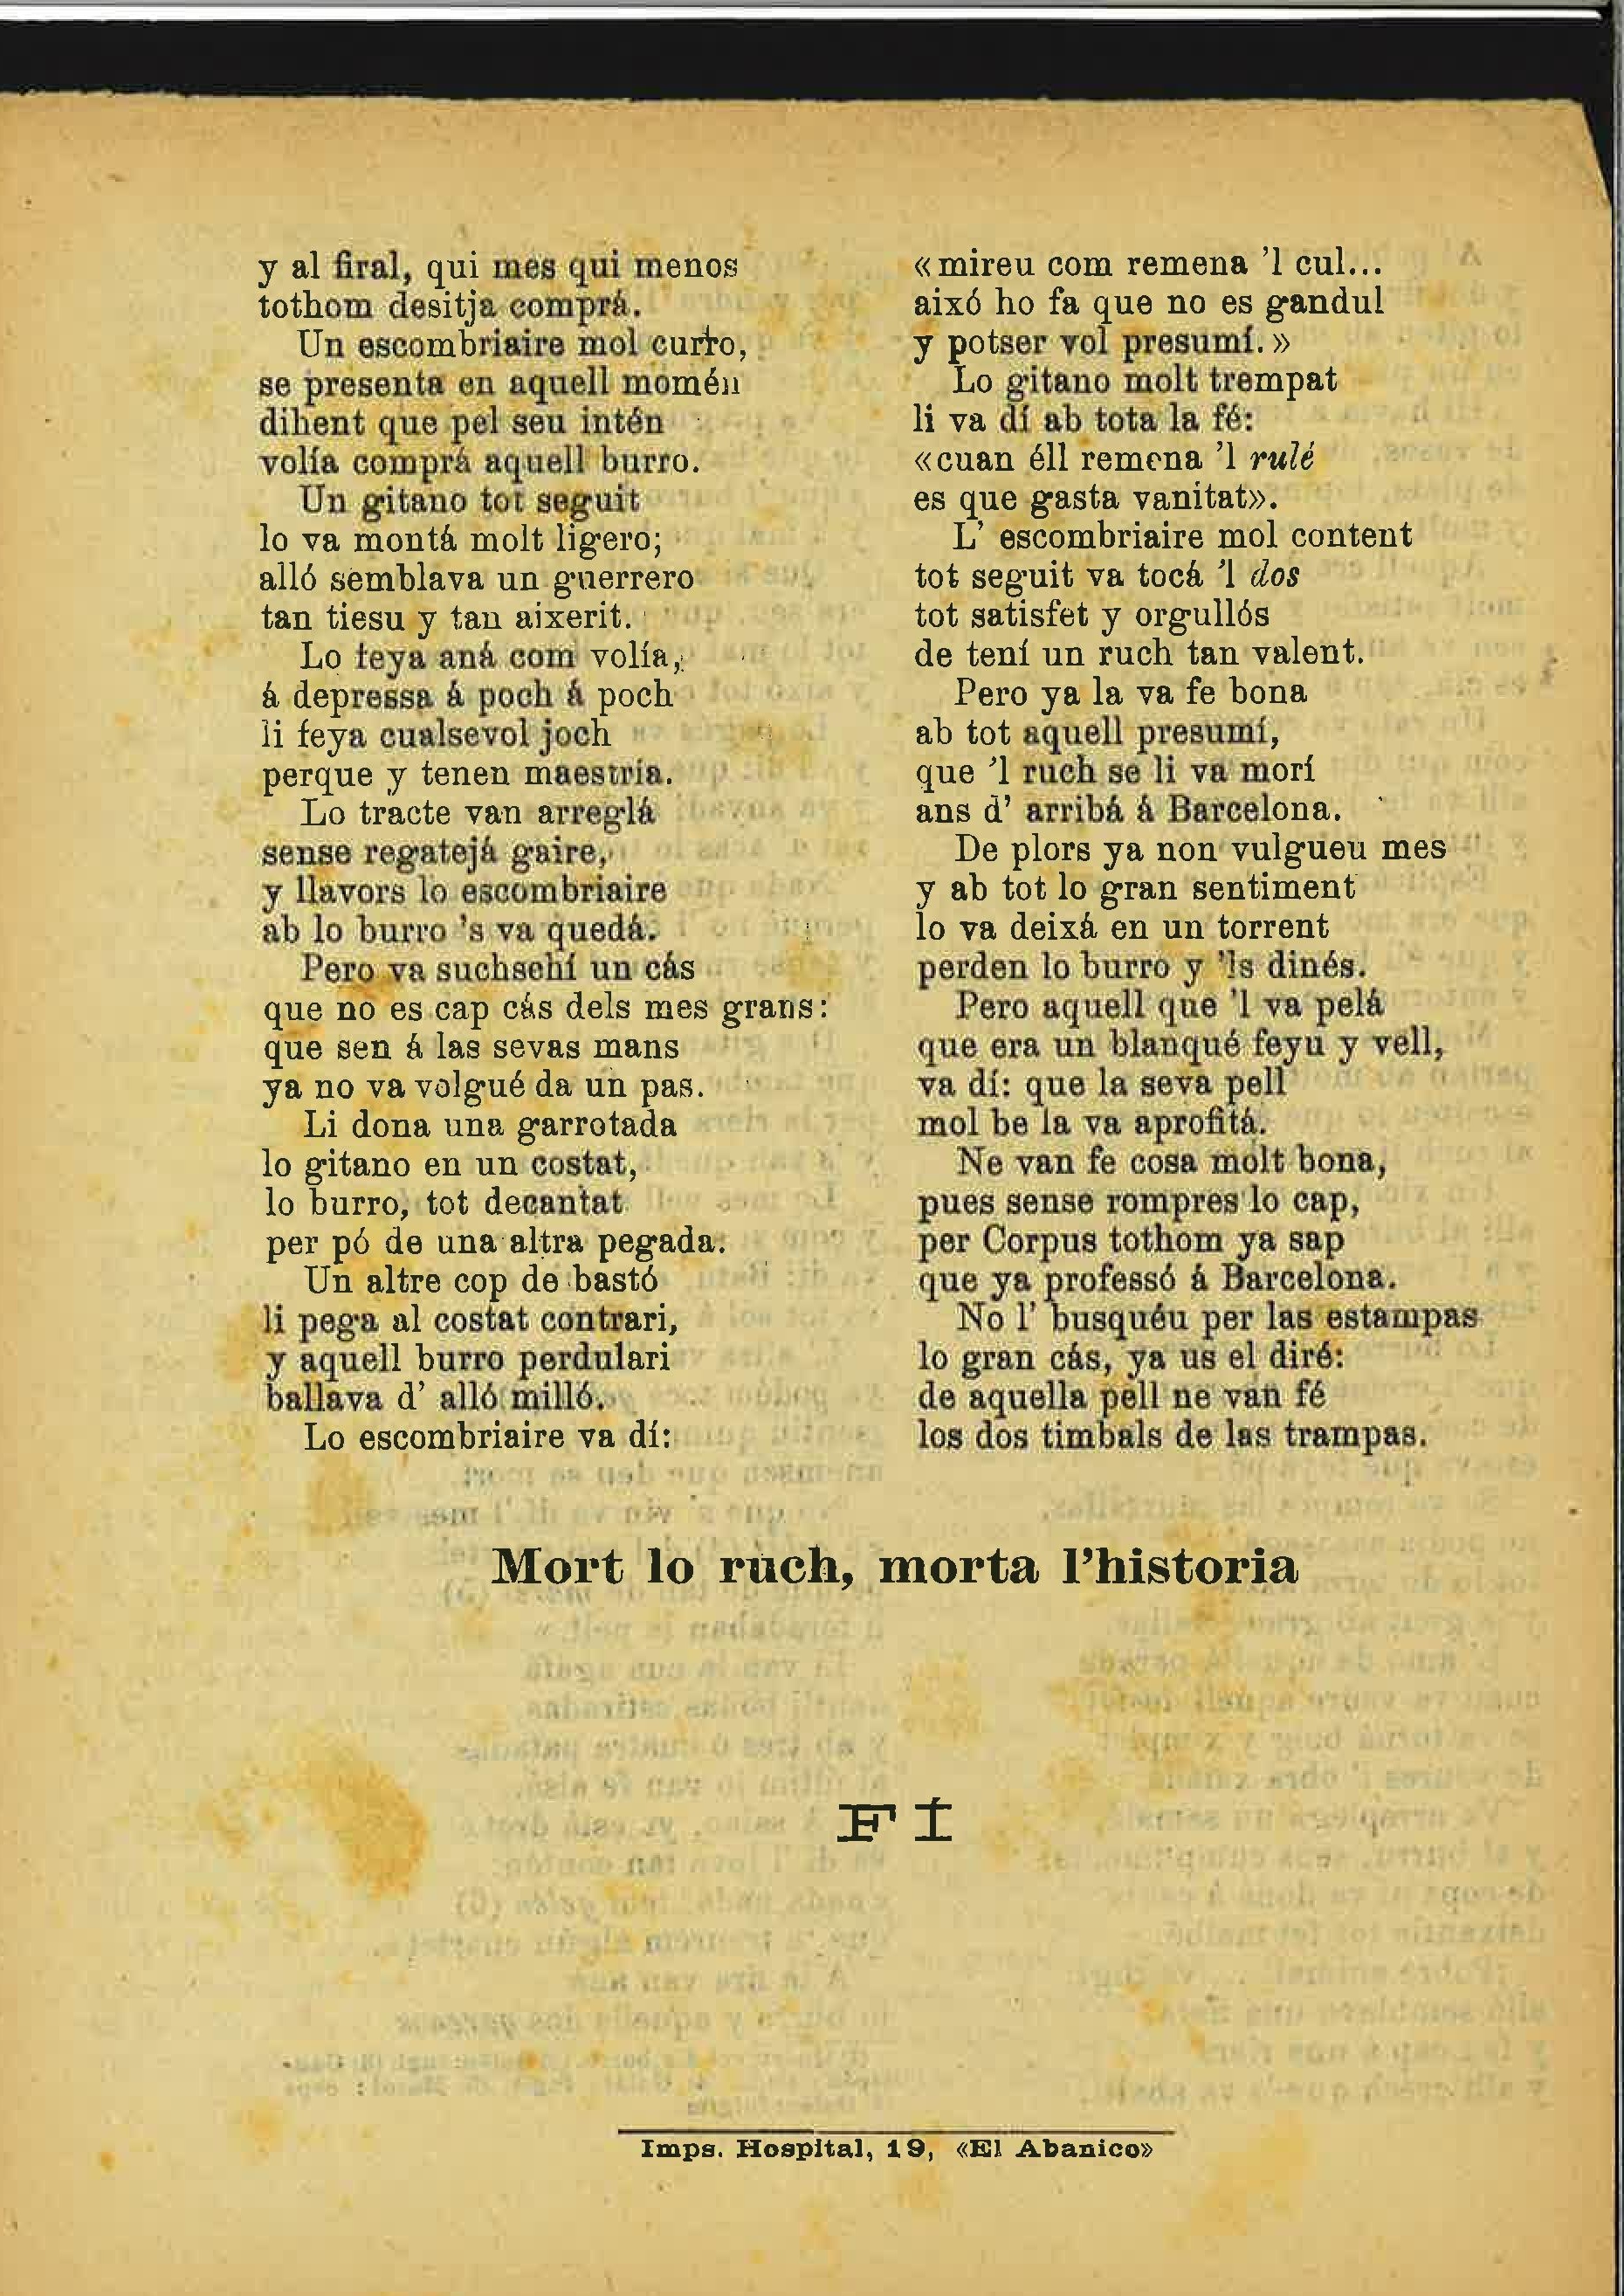 y al firal, qui mes qui menos
tothom desitja comprá.
Un escombriaire mol curro,
se presenta en aquell momén
dihent que pel seu intén
volía comprá aquell burro.
Un gitano tot seguit
lo va montá molt ligero;
alló semblava un guerrero
tan tiesu y tan aixerit.
Lo feya aná com volía,
á depressa á poch á poch
li feya cualsevol joch
perque y tenen maestría.
Lo tracte van arreglá
sense regatejá gaire,
y llavors lo escombriaire
ab lo burro 's va quedá.
Pero va suchsehí un cás
que no es cap cás dels mes grans:
que sen á las sevas mans
ya no va volgué da un pas.
Li dona una garrotada
lo gitano en un costat,
lo burro, tot decantat
per pó de una altra pegada.
Un altre cop de bastó
li pega al costat contrari,
y aquell burro perdulari
ballava d' alló milló.
Lo escombriaire va dí:
«mireu com remena 'l cul...
aixó ho fa que no es gandul
y potser vol presumí.»
Lo gitano molt trempat
li va dí ab tota la fé:
«cuan éll remena 'l rulé
es que gasta vanitat».
L' escombriaire mol content
tot seguit va tocá 'l dos
tot satisfet y orgullós
de tení un ruch tan valent.
Pero ya la va fe bona
ab tot aquell presumí,
que 'l ruch se li va morí
ans d' arribá á Barcelona.
De plors ya non vulgueu mes
y ab tot lo gran sentiment
lo va deixá en un torrent
perden lo burro y 'ls dinés.
Pero aquell que 'l va pelá
que era un blanqué feyu y vell,
va dí: que la seva pell
mol be la va aprofitá.
Ne van fe cosa molt bona,
pues sense rompres lo cap,
per Corpus tothom ya sap
que ya professó á Barcelona.
No l' busquéu per las estampas
lo gran cás, ya us el diré:
de aquella pell ne van fé
los dos timbals de las trampas.
Mort lo ruch, morta l'historia
FÍ
Imps. Hospital, 19, «El Abanico»